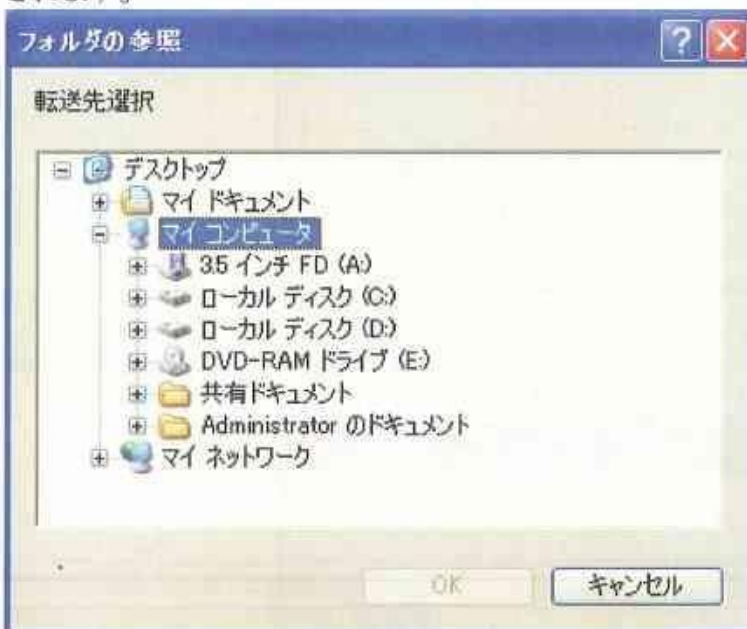 されます。
フォルダの参照
転送先選択
デスクトップ
マイ ドキュメント
マイ コンピュータ
3.5 インチ FD (A:)
ローカル ディスク (C:)
ローカル ディスク (D:)
DVD-RAM ドライブ (E:)
共有ドキュメント
Administrator のドキュメント
マイ ネットワーク
OK
キャンセル